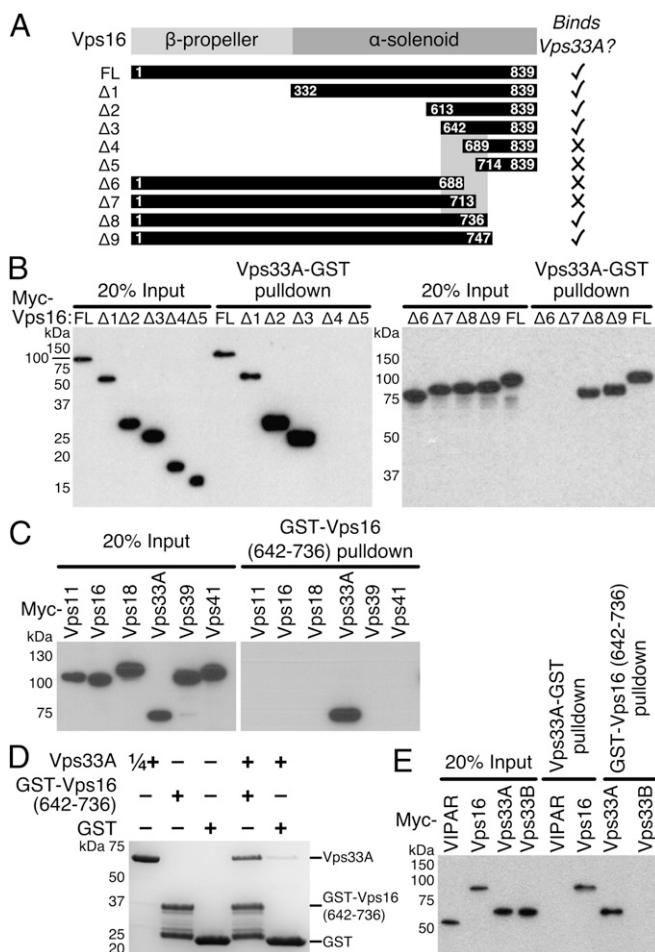 A
Vps16 β-propeller α-solenoid Binds Vps33A?
FL 1 839 ✓
Δ1 332 839 ✓
Δ2 613 839 ✓
Δ3 642 839 ✓
Δ4 689 839 ✗
Δ5 714 839 ✗
Δ6 1 688 ✗
Δ7 1 713 ✗
Δ8 1 736 ✓
Δ9 1 747 ✓
B
20% Input Vps33A-GST pulldown
Myc-Vps16: FL Δ1 Δ2 Δ3 Δ4 Δ5 FL Δ1 Δ2 Δ3 Δ4 Δ5
kDa
150
100
75
50
37
25
20
15
20% Input Vps33A-GST pulldown
Δ6 Δ7 Δ8 Δ9 FL Δ6 Δ7 Δ8 Δ9 FL
kDa
150
100
75
50
37
C
20% Input GST-Vps16 (642-736) pulldown
Myc- Vps11 Vps16 Vps18 Vps33A Vps39 Vps41 Vps11 Vps16 Vps18 Vps33A Vps39 Vps41
kDa
130
100
75
D
Vps33A ¼+ − − + +
GST-Vps16 (642-736) − + − + −
GST − − + − +
kDa
75
50
37
25
20
Vps33A
GST-Vps16 (642-736)
GST
E
20% Input Vps33A-GST pulldown GST-Vps16 (642-736) pulldown
Myc- VIPAR Vps16 Vps33A Vps33B VIPAR Vps16 Vps33A Vps33B
kDa
150
100
75
50